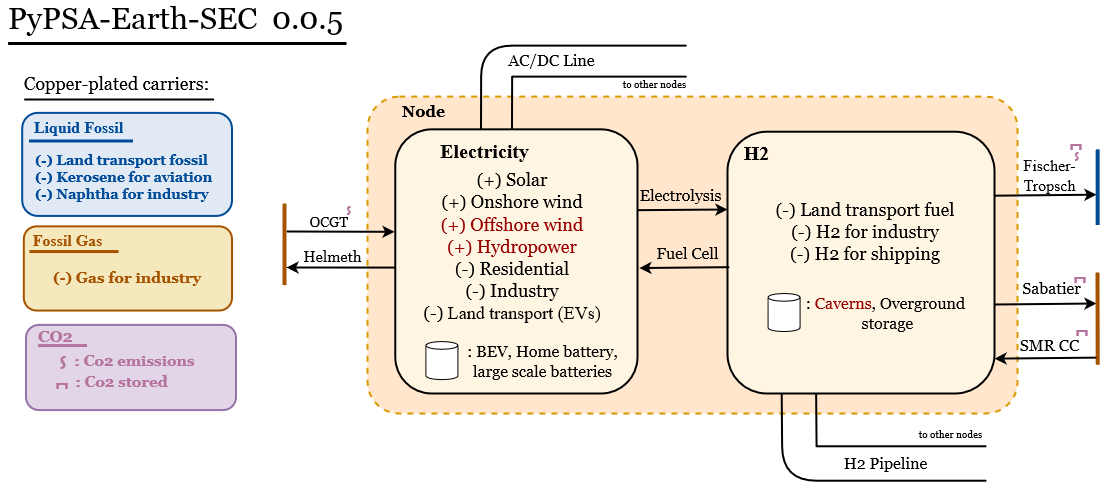 PyPSA-Earth-SEC 0.0.5
Copper-plated carriers:
Liquid Fossil
(-) Land transport fossil
(-) Kerosene for aviation
(-) Naphtha for industry
Fossil Gas
(-) Gas for industry
CO2
: Co2 emissions
: Co2 stored
AC/DC Line
to other nodes
Node
OCGT
Helmeth
Electricity
(+) Solar
(+) Onshore wind
(+) Offshore wind
(+) Hydropower
(-) Residential
(-) Industry
(-) Land transport (EVs)
: BEV, Home battery,
large scale batteries
Electrolysis
Fuel Cell
H2
(-) Land transport fuel
(-) H2 for industry
(-) H2 for shipping
: Caverns, Overground
storage
Fischer-
Tropsch
Sabatier
SMR CC
to other nodes
H2 Pipeline